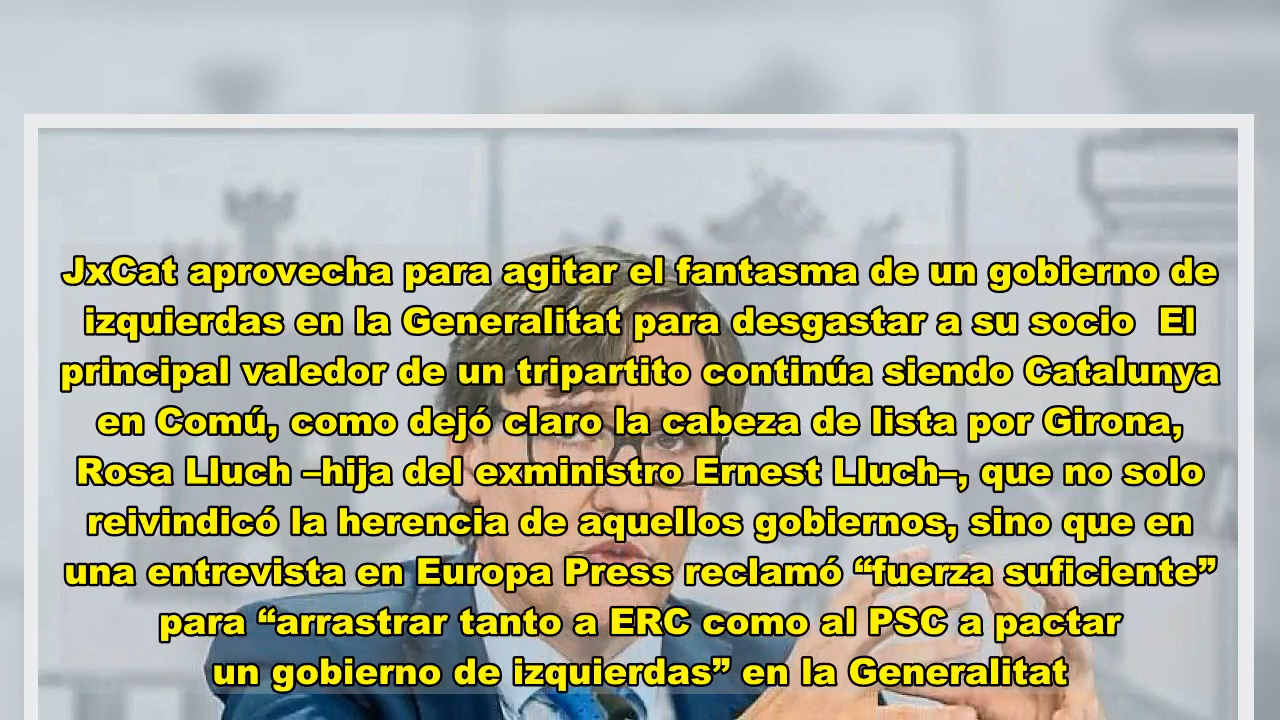 JxCat aprovecha para agitar el fantasma de un gobierno de
izquierdas en la Generalitat para desgastar a su socio  El
principal valedor de un tripartito continúa siendo Catalunya
en Comú, como dejó claro la cabeza de lista por Girona,
Rosa Lluch –hija del exministro Ernest Lluch–, que no solo
reivindicó la herencia de aquellos gobiernos, sino que en
una entrevista en Europa Press reclamó “fuerza suficiente”
para “arrastrar tanto a ERC como al PSC a pactar
un gobierno de izquierdas” en la Generalitat